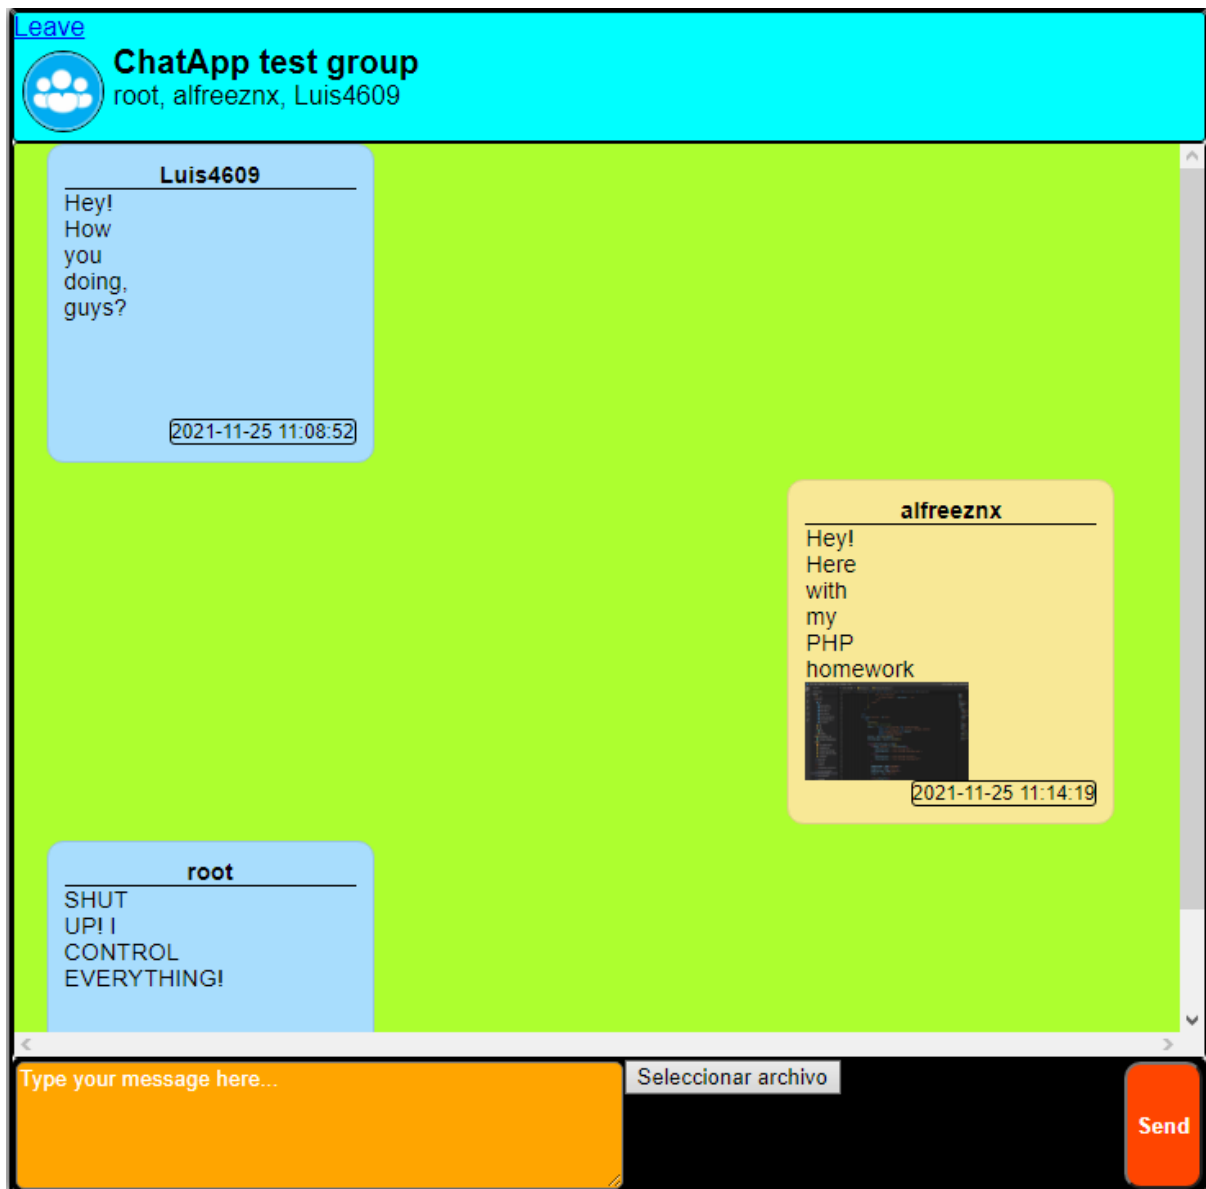 Leave
ChatApp test group
root, alfreeznx, Luis4609
Luis4609
Hey!
How
you
doing,
guys?
2021-11-25 11:08:52
alfreeznx
Hey!
Here
with
my
PHP
homework
2021-11-25 11:14:19
root
SHUT
UP! I
CONTROL
EVERYTHING!
Type your message here...
Seleccionar archivo
Send